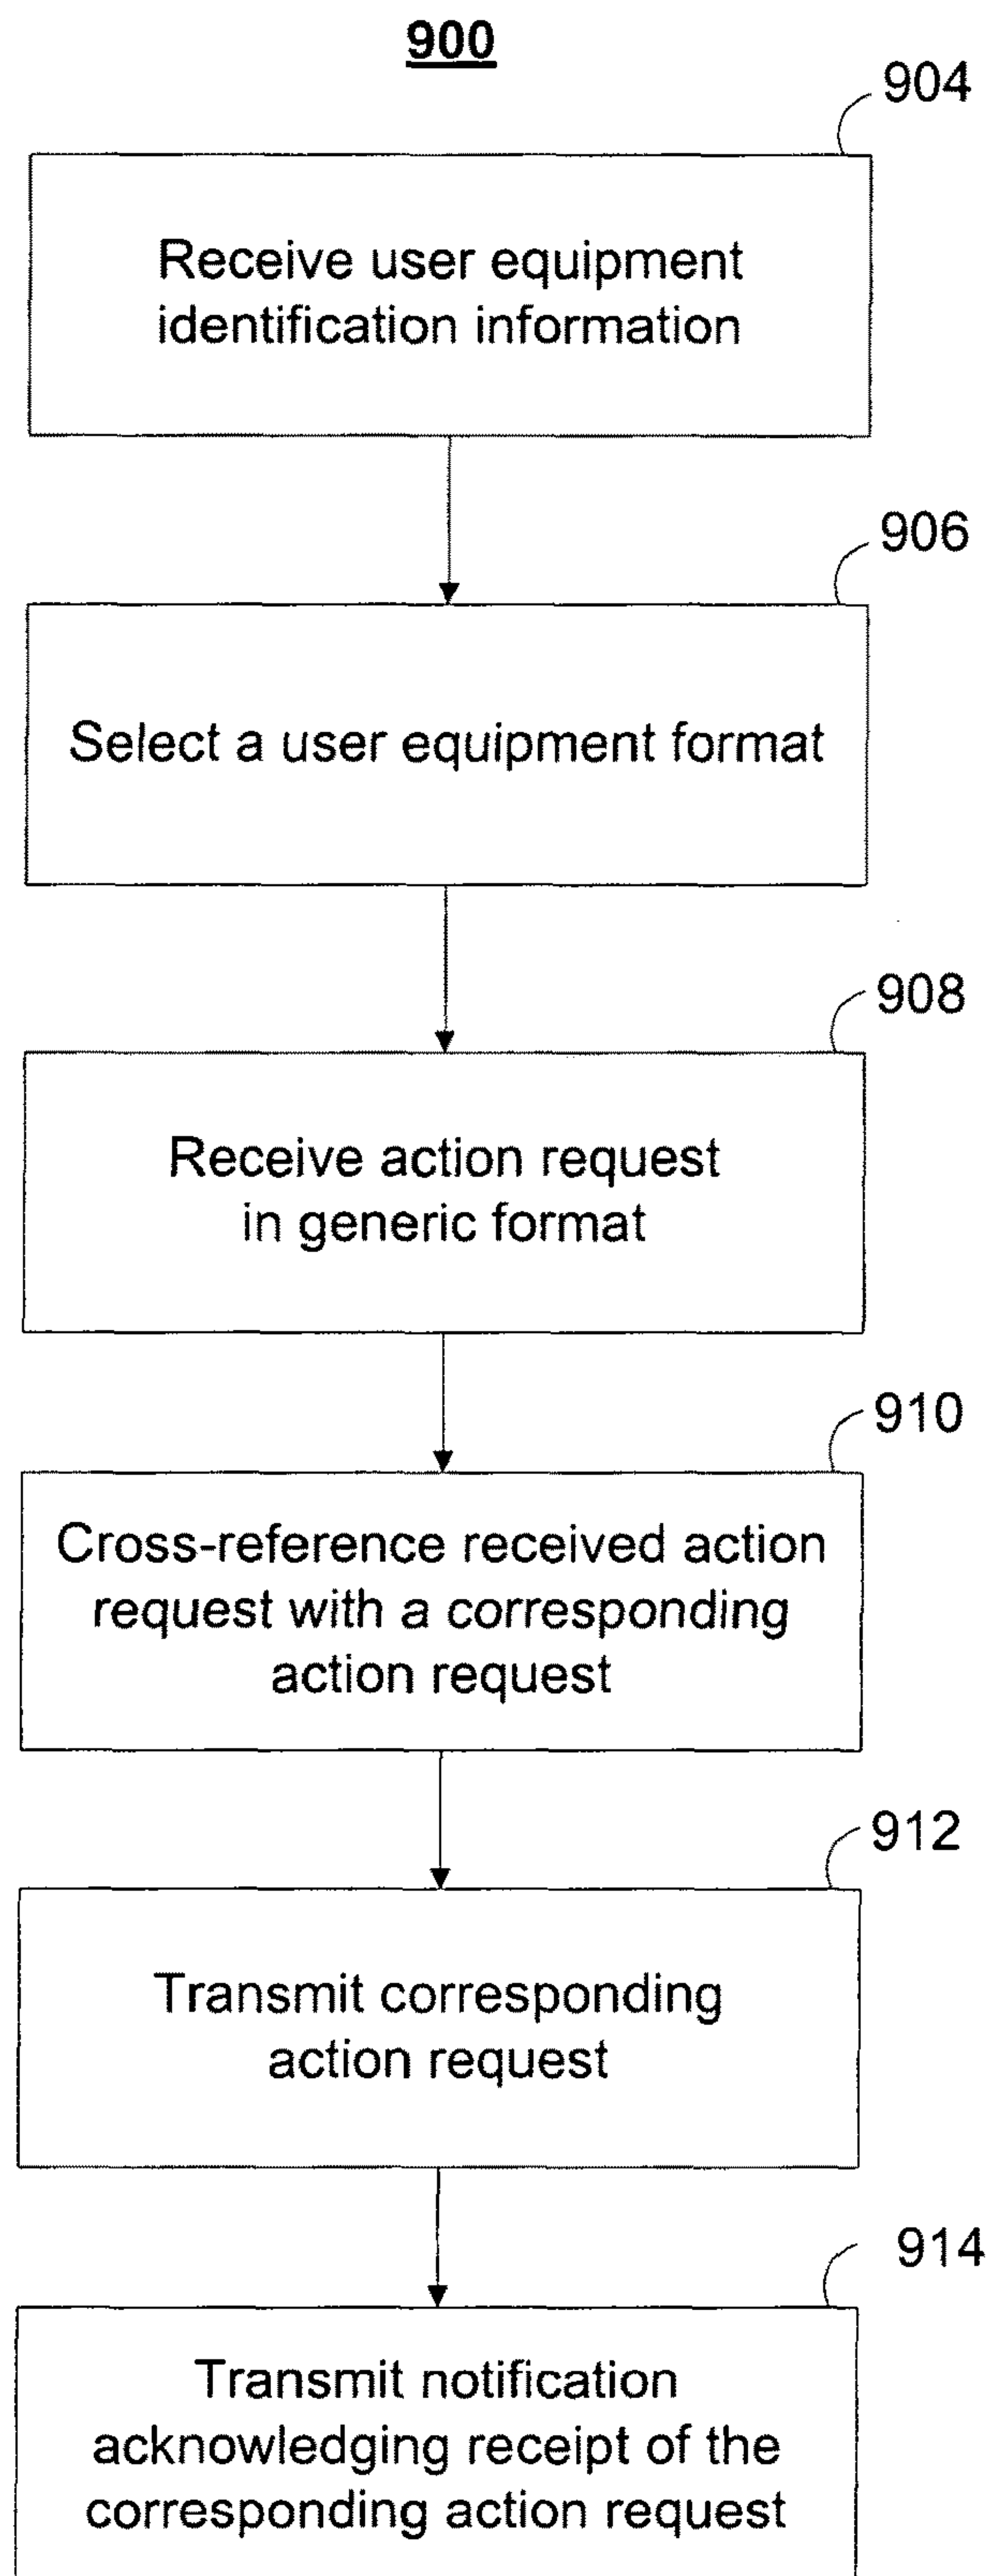 900
904
Receive user equipment
identification information
906
Select a user equipment format
908
Receive action request
in generic format
910
Cross-reference received action
request with a corresponding
action request
912
Transmit corresponding
action request
914
Transmit notification
acknowledging receipt of the
corresponding action request